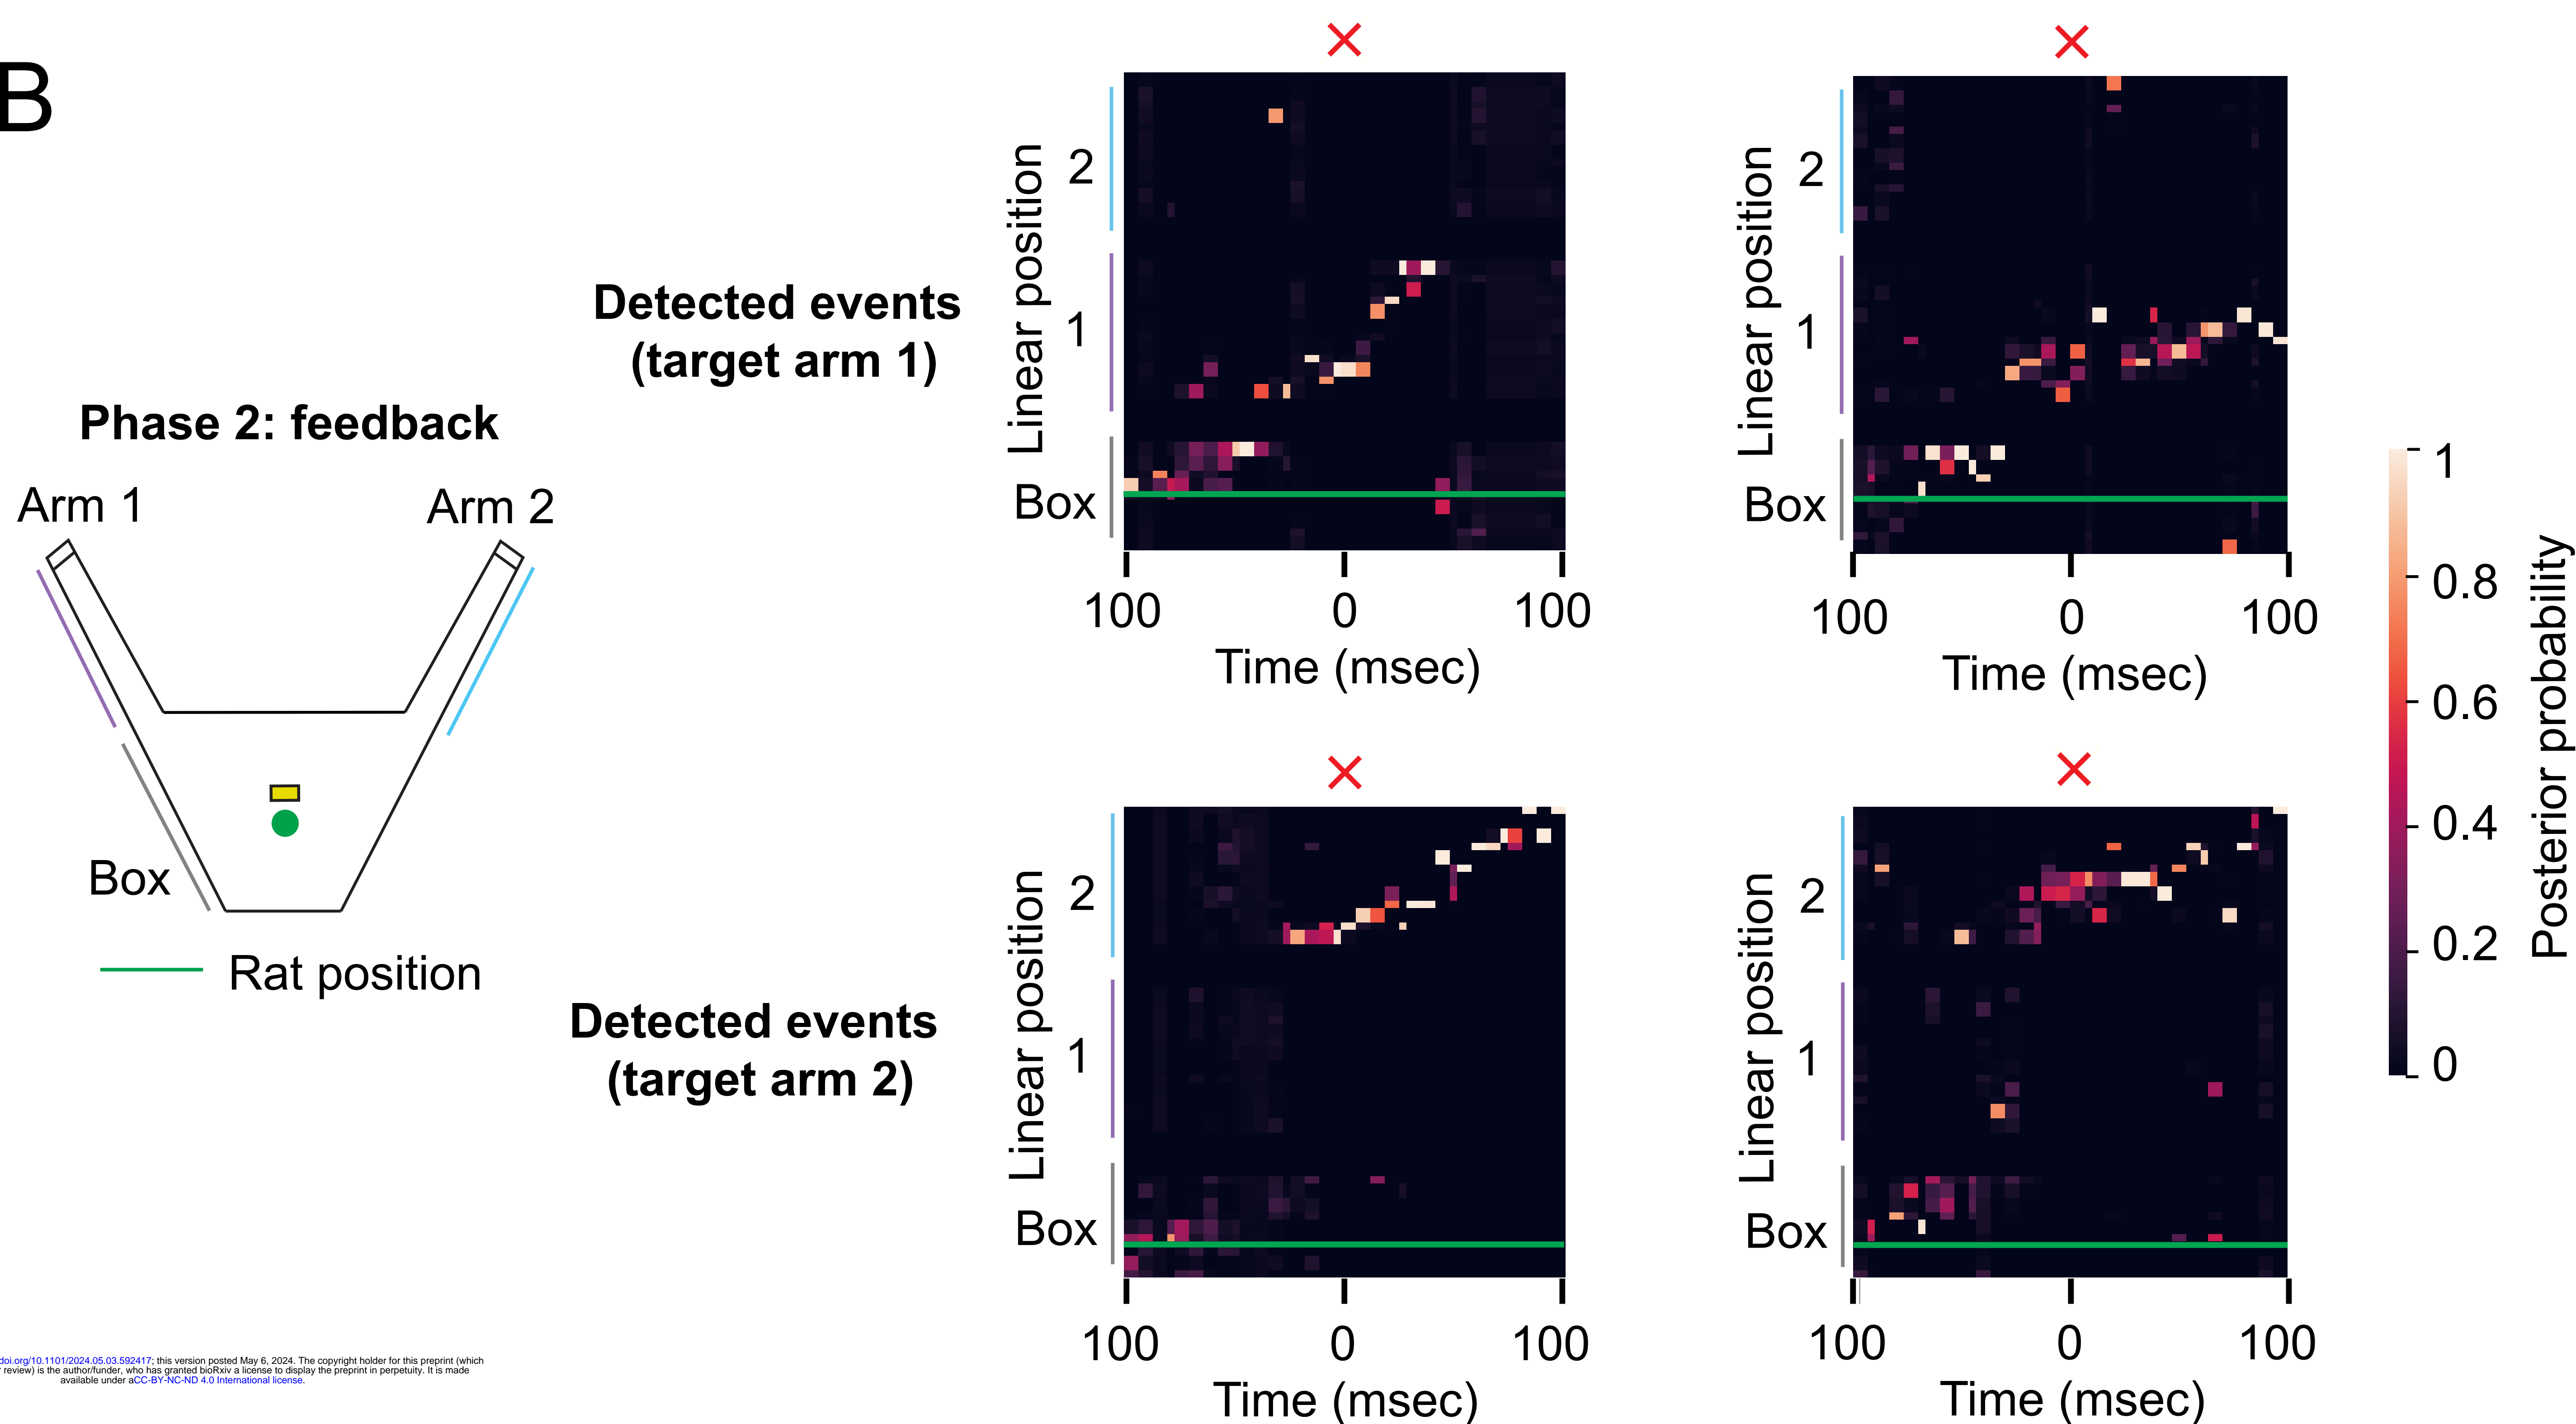 B
Phase 2: feedback
Arm 1
Arm 2
Box
Rat position
Detected events
(target arm 1)
Linear position
2
1
Box
100
0
100
Time (msec)
Linear position
2
1
Box
100
0
100
Time (msec)
Detected events
(target arm 2)
Linear position
2
1
Box
100
0
100
Time (msec)
Linear position
2
1
Box
100
0
100
Time (msec)
1
0.8
0.6
0.4
0.2
0
Posterior probability
doi.org/10.1101/2024.05.03.592417; this version posted May 6, 2024. The copyright holder for this preprint (which
review) is the author/funder, who has granted bioRxiv a license to display the preprint in perpetuity. It is made
available under aCC-BY-NC-ND 4.0 International license.